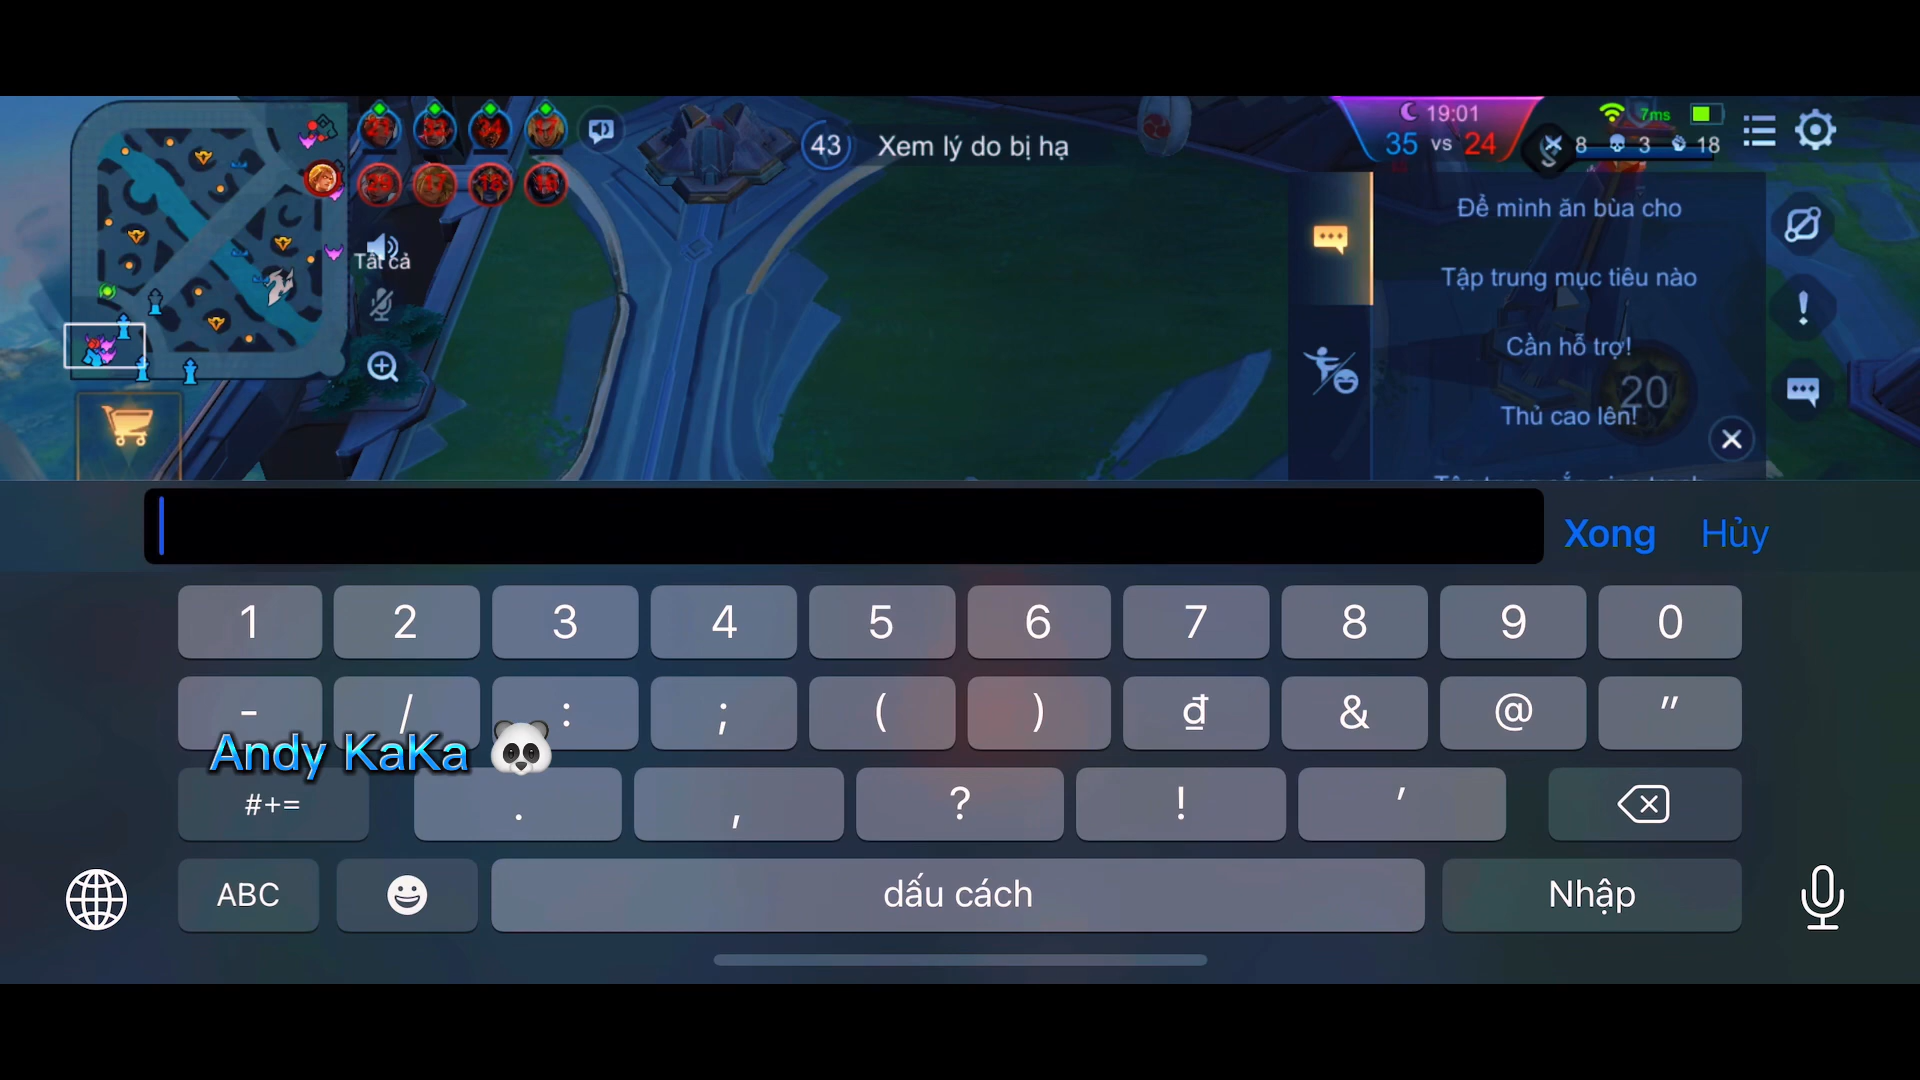 19:01
7ms
35 vs 24
8 3 18
43 Xem lý do bị hạ
Tất cả
Để mình ăn bùa cho
Tập trung mục tiêu nào
Cần hỗ trợ!
20
Thủ cao lên!
Xong Hủy
1 2 3 4 5 6 7 8 9 0
- / : ; ( ) ₫ & @ "
Andy KaKa 🐼
#+= . , ? ! '
ABC dấu cách Nhập